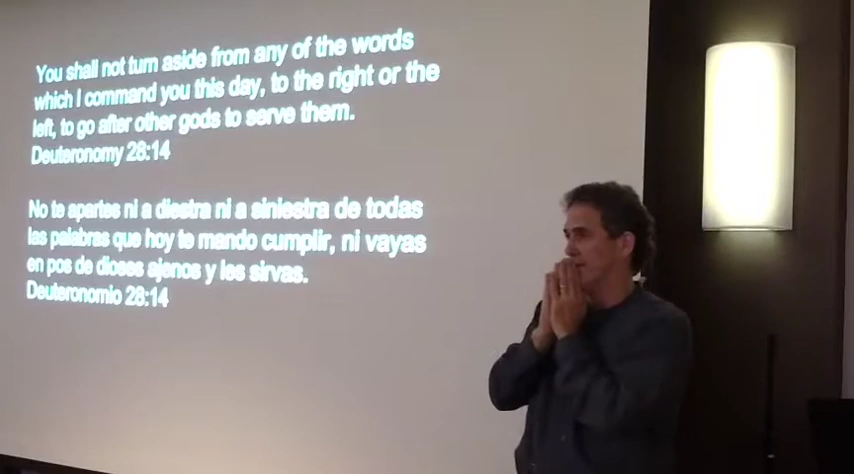 You shall not turn aside from any of the words
which I command you this day, to the right or the
left, to go after other gods to serve them.
Deuteronomy 28:14
No te apartes ni a diestra ni a siniestra de todas
las palabras que hoy te mando cumplir, ni vayas
en pos de dioses ajenos y les sirvas.
Deuteronomio 28:14